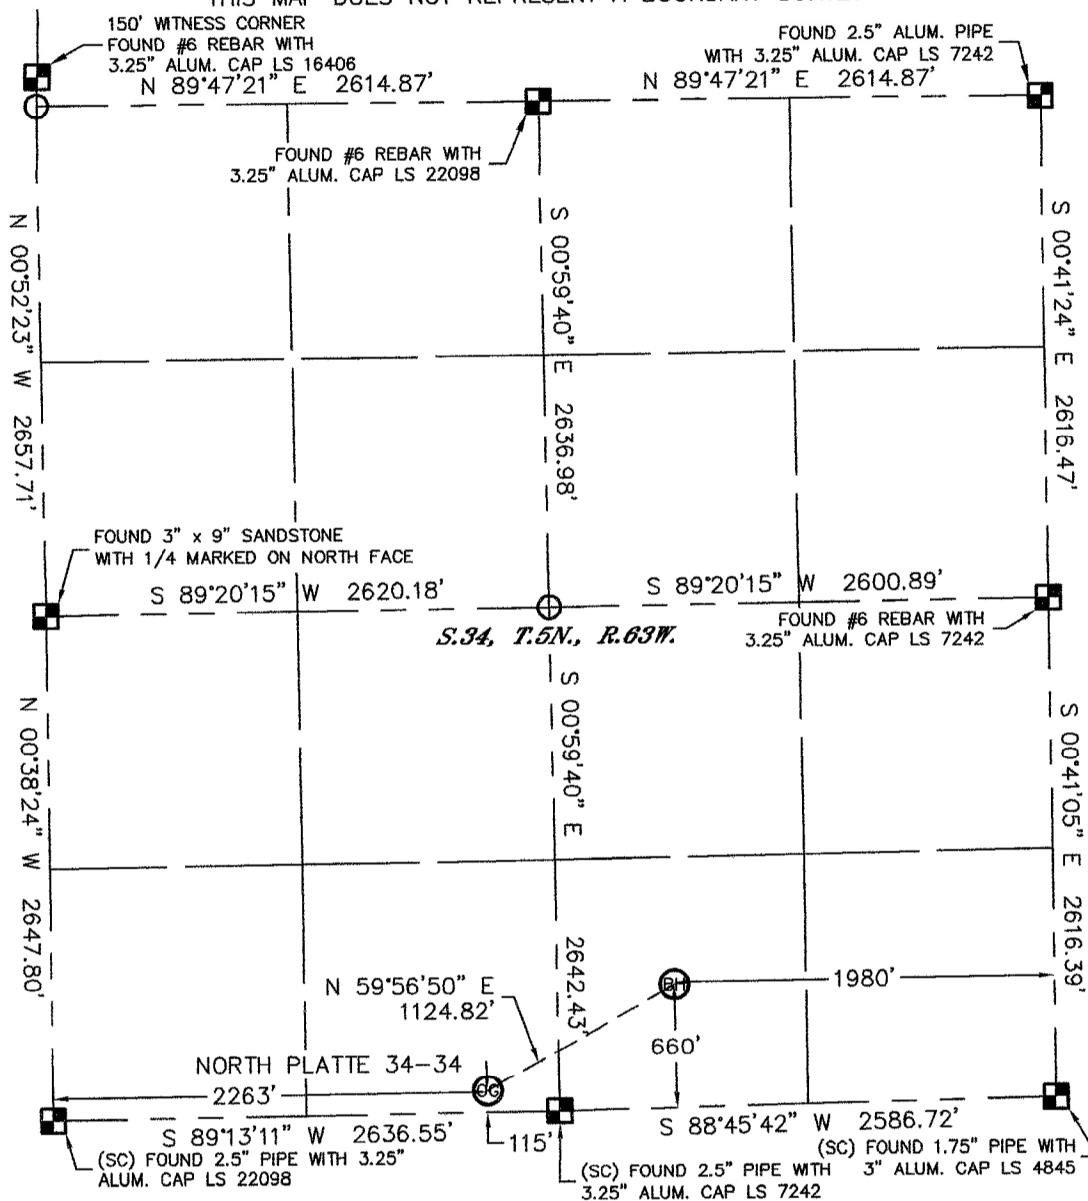 150' WITNESS CORNER
FOUND #6 REBAR WITH
3.25" ALUM. CAP LS 16406
N 89°47'21" E 2614.87'
FOUND 2.5" ALUM. PIPE
WITH 3.25" ALUM. CAP LS 7242
N 89°47'21" E 2614.87'
FOUND #6 REBAR WITH
3.25" ALUM. CAP LS 22098
N 00°52'23" W 2657.71'
S 00°59'40" E 2636.98'
S 00°41'24" E 2616.47'
FOUND 3" x 9" SANDSTONE
WITH 1/4 MARKED ON NORTH FACE
S 89°20'15" W 2620.18'
S 89°20'15" W 2600.89'
S.34, T.5N., R.63W.
FOUND #6 REBAR WITH
3.25" ALUM. CAP LS 7242
N 00°38'24" W 2647.80'
S 00°59'40" E 2642.43'
S 00°41'05" E 2616.39'
N 59°56'50" E
1124.82'
BH
1980'
660'
NORTH PLATTE 34-34
2263'
115'
S 89°13'11" W 2636.55'
S 88°45'42" W 2586.72'
(SC) FOUND 2.5" PIPE WITH 3.25"
ALUM. CAP LS 22098
(SC) FOUND 2.5" PIPE WITH
3.25" ALUM. CAP LS 7242
(SC) FOUND 1.75" PIPE WITH
3" ALUM. CAP LS 4845